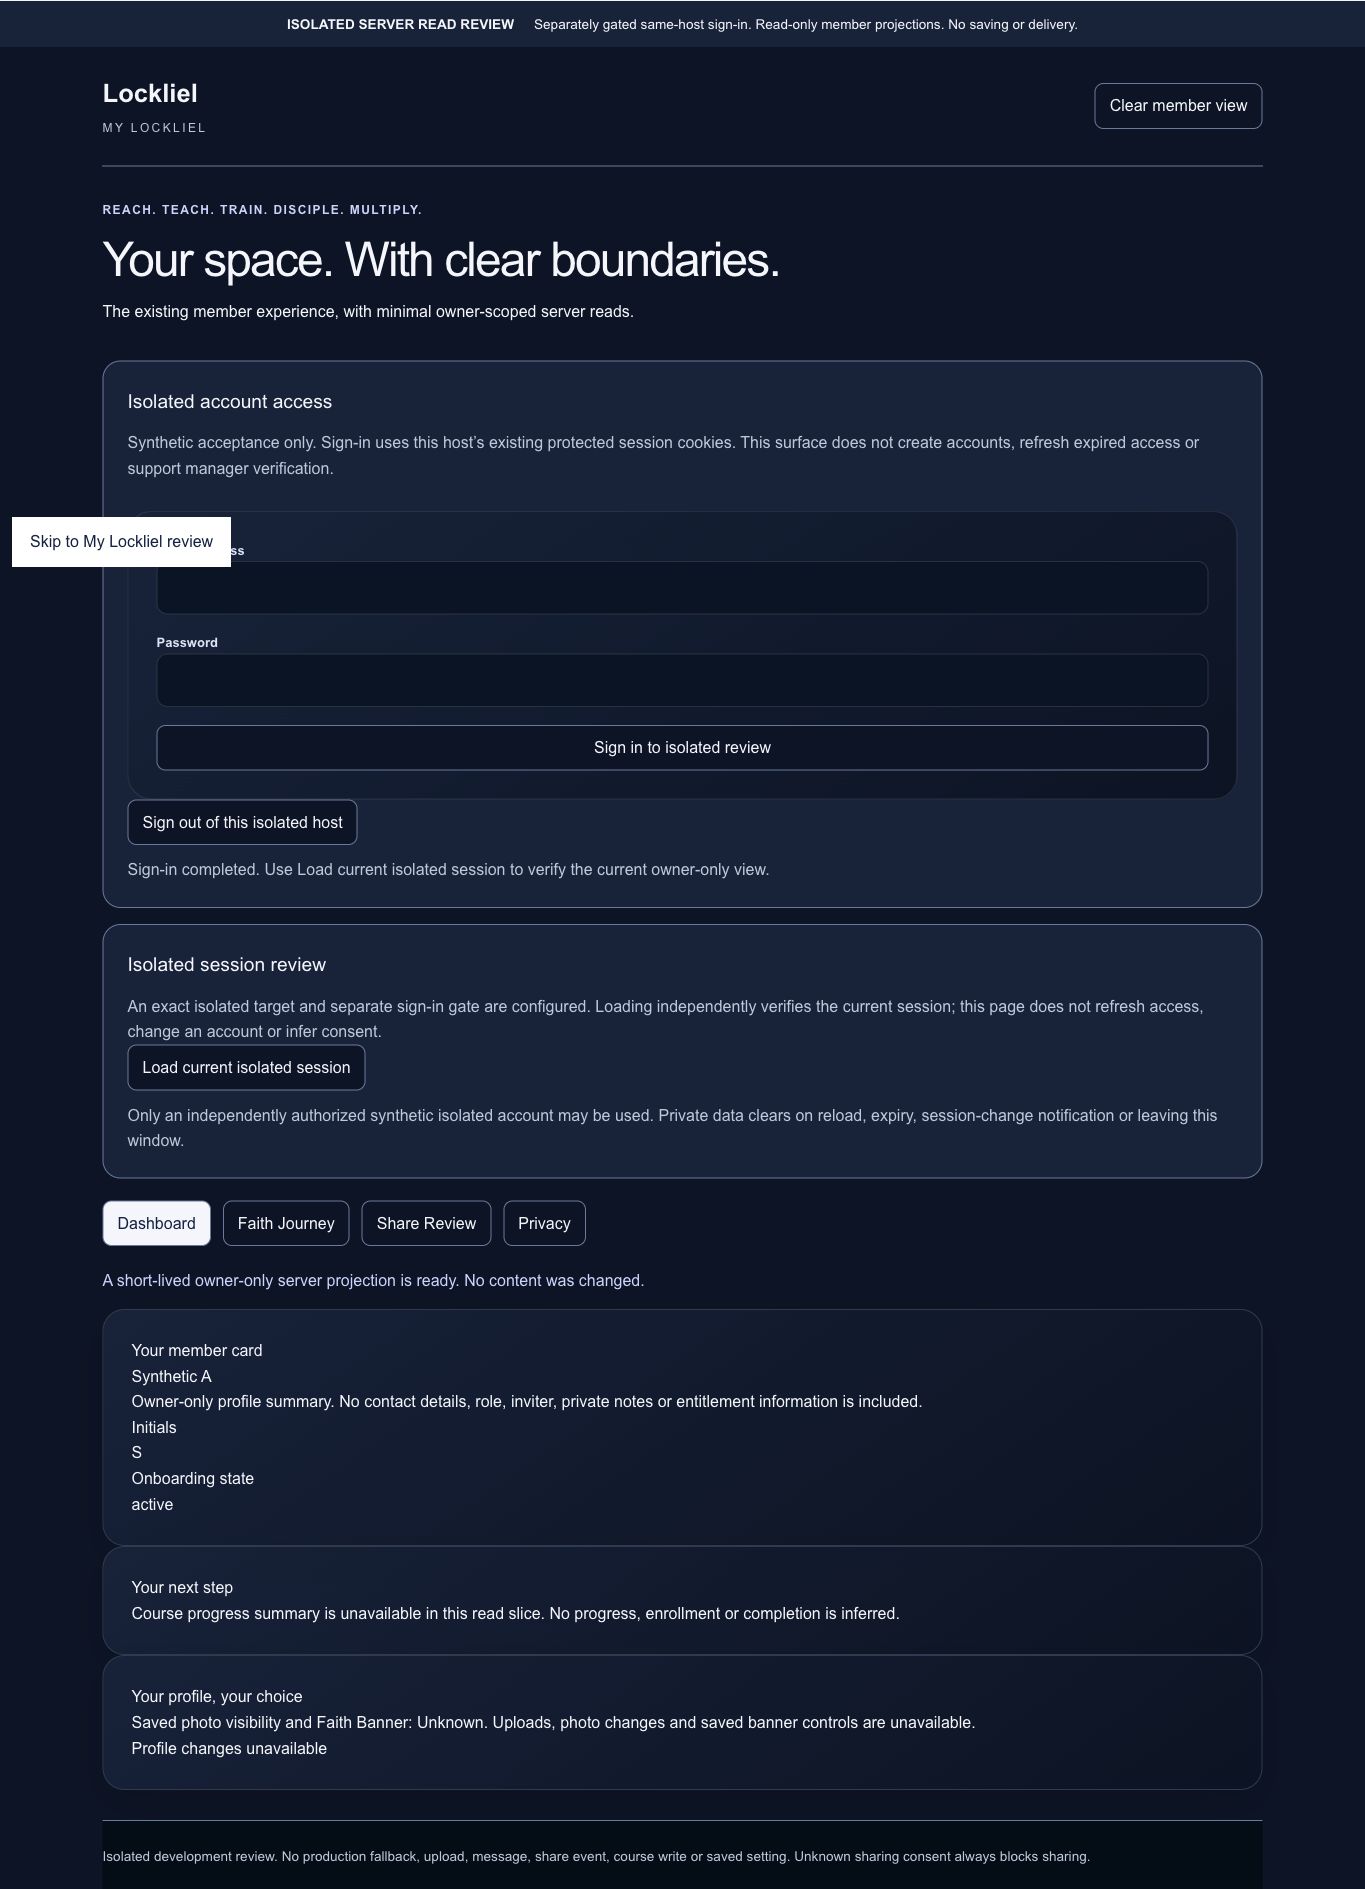 ISOLATED SERVER READ REVIEW Separately gated same-host sign-in. Read-only member projections. No saving or delivery.
Lockliel
MY LOCKLIEL
Clear member view
REACH. TEACH. TRAIN. DISCIPLE. MULTIPLY.
Your space. With clear boundaries.
The existing member experience, with minimal owner-scoped server reads.
Isolated account access
Synthetic acceptance only. Sign-in uses this host’s existing protected session cookies. This surface does not create accounts, refresh expired access or
support manager verification.
Skip to My Lockliel review
Password
Sign in to isolated review
Sign out of this isolated host
Sign-in completed. Use Load current isolated session to verify the current owner-only view.
Isolated session review
An exact isolated target and separate sign-in gate are configured. Loading independently verifies the current session; this page does not refresh access,
change an account or infer consent.
Load current isolated session
Only an independently authorized synthetic isolated account may be used. Private data clears on reload, expiry, session-change notification or leaving this
window.
Dashboard
Faith Journey
Share Review
Privacy
A short-lived owner-only server projection is ready. No content was changed.
Your member card
Synthetic A
Owner-only profile summary. No contact details, role, inviter, private notes or entitlement information is included.
Initials
S
Onboarding state
active
Your next step
Course progress summary is unavailable in this read slice. No progress, enrollment or completion is inferred.
Your profile, your choice
Saved photo visibility and Faith Banner: Unknown. Uploads, photo changes and saved banner controls are unavailable.
Profile changes unavailable
Isolated development review. No production fallback, upload, message, share event, course write or saved setting. Unknown sharing consent always blocks sharing.